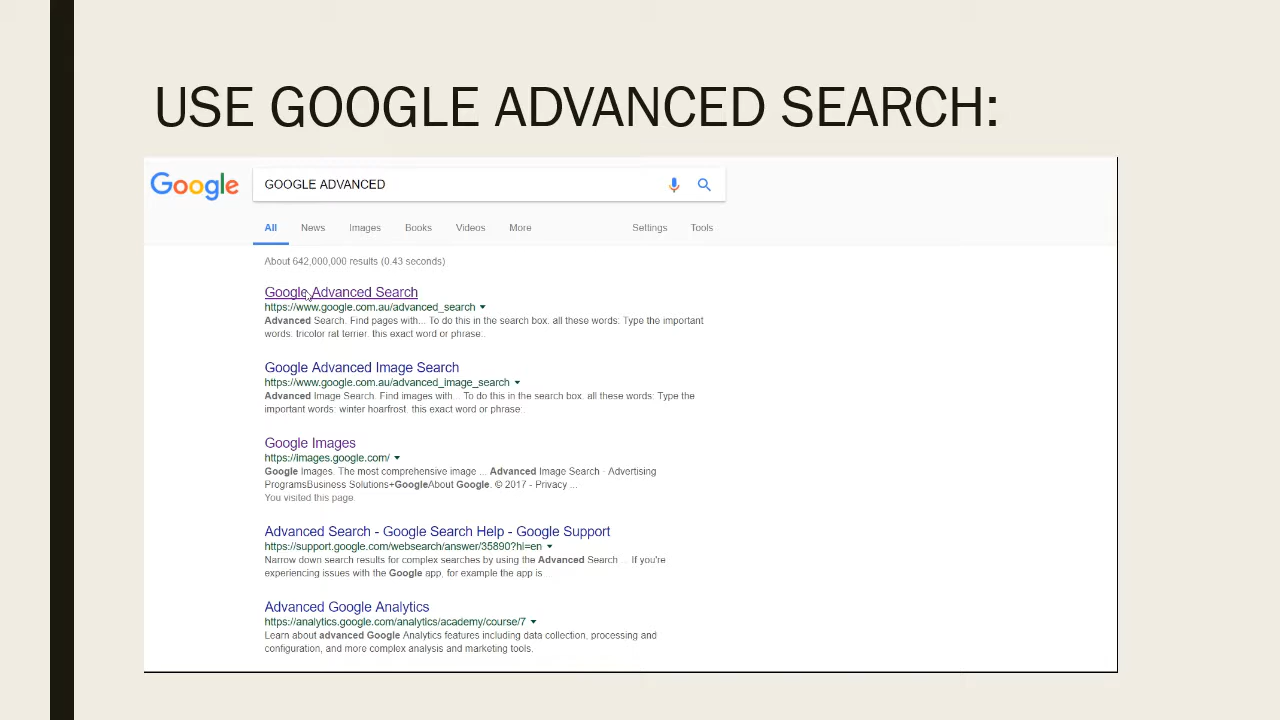 USE GOOGLE ADVANCED SEARCH:
Google GOOGLE ADVANCED
All News Images Books Videos More Settings Tools
About 642,000,000 results (0.43 seconds)
Google Advanced Search
https://www.google.com.au/advanced_search
Advanced Search. Find pages with... To do this in the search box. all these words: Type the important
words: tricolor rat terrier. this exact word or phrase:.
Google Advanced Image Search
https://www.google.com.au/advanced_image_search
Advanced Image Search. Find images with... To do this in the search box. all these words: Type the
important words: winter hoarfrost. this exact word or phrase:.
Google Images
https://images.google.com/
Google Images. The most comprehensive image ... Advanced Image Search · Advertising
ProgramsBusiness Solutions+GoogleAbout Google. © 2017 - Privacy ...
You visited this page.
Advanced Search - Google Search Help - Google Support
https://support.google.com/websearch/answer/35890?hl=en
Narrow down search results for complex searches by using the Advanced Search ... If you're
experiencing issues with the Google app, for example the app is ...
Advanced Google Analytics
https://analytics.google.com/analytics/academy/course/7
Learn about advanced Google Analytics features including data collection, processing and
configuration, and more complex analysis and marketing tools.